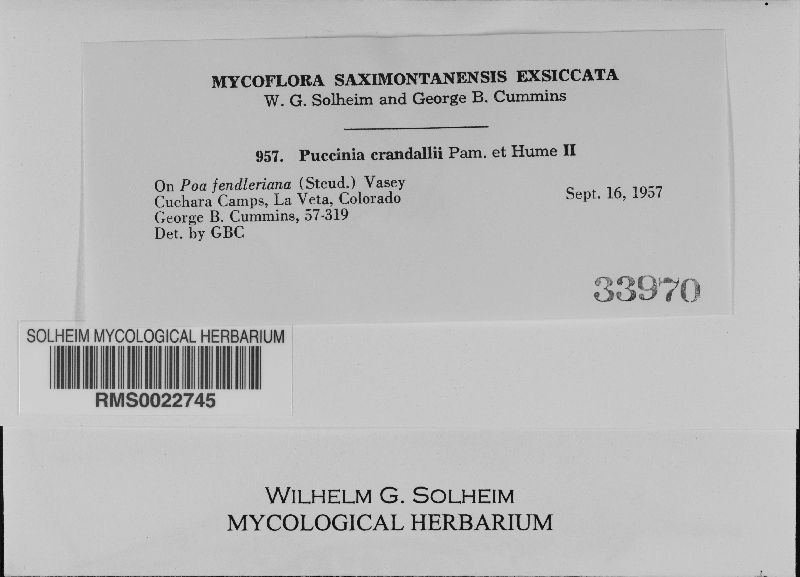 MYCOFLORA SAXIMONTANENSIS EXSICCATA
W. G. Solheim and George B. Cummins
957. Puccinia crandallii Pam. et Hume II
On Poa fendleriana (Steud.) Vasey
Cuchara Camps, La Veta, Colorado
George B. Cummins, 57-319
Det. by GBC
Sept. 16, 1957
33970
SOLHEIM MYCOLOGICAL HERBARIUM
RMS0022745
WILHELM G. SOLHEIM
MYCOLOGICAL HERBARIUM